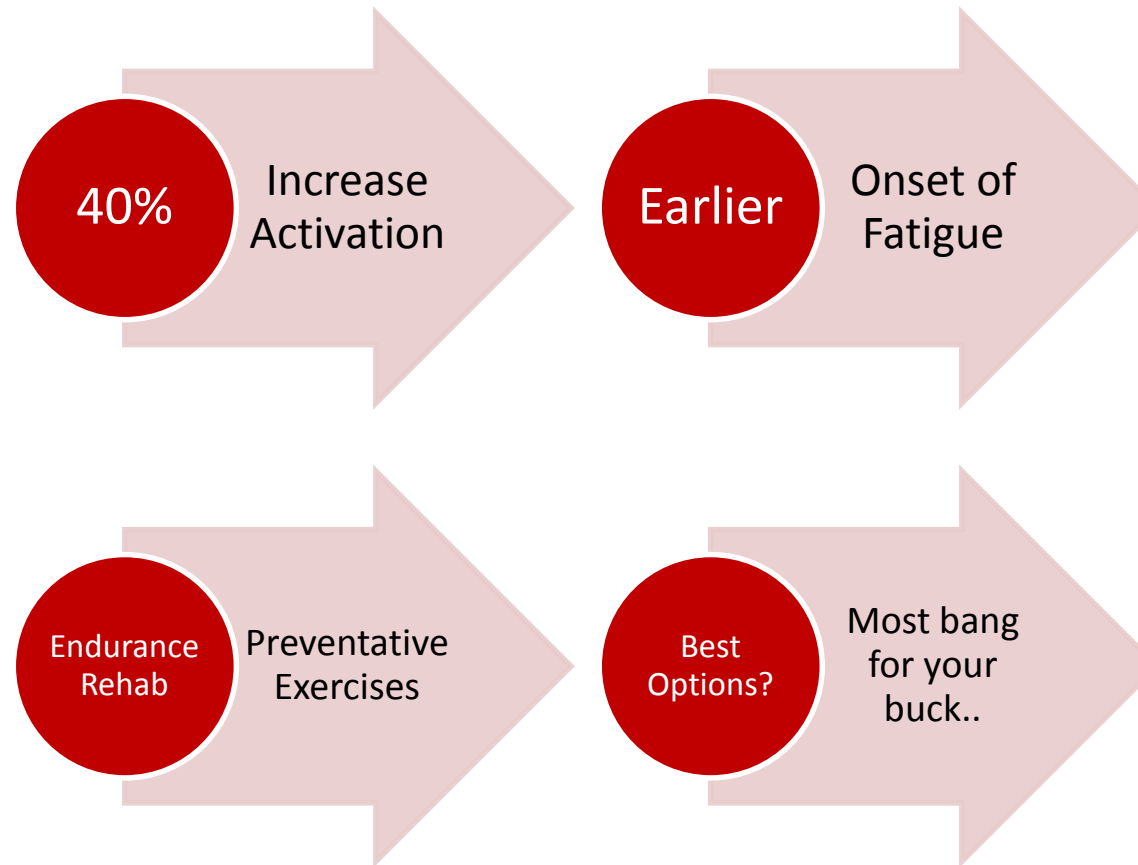 40%
Increase
Activation
Earlier
Onset of
Fatigue
Endurance
Rehab
Preventative
Exercises
Best
Options?
Most bang
for your
buck..